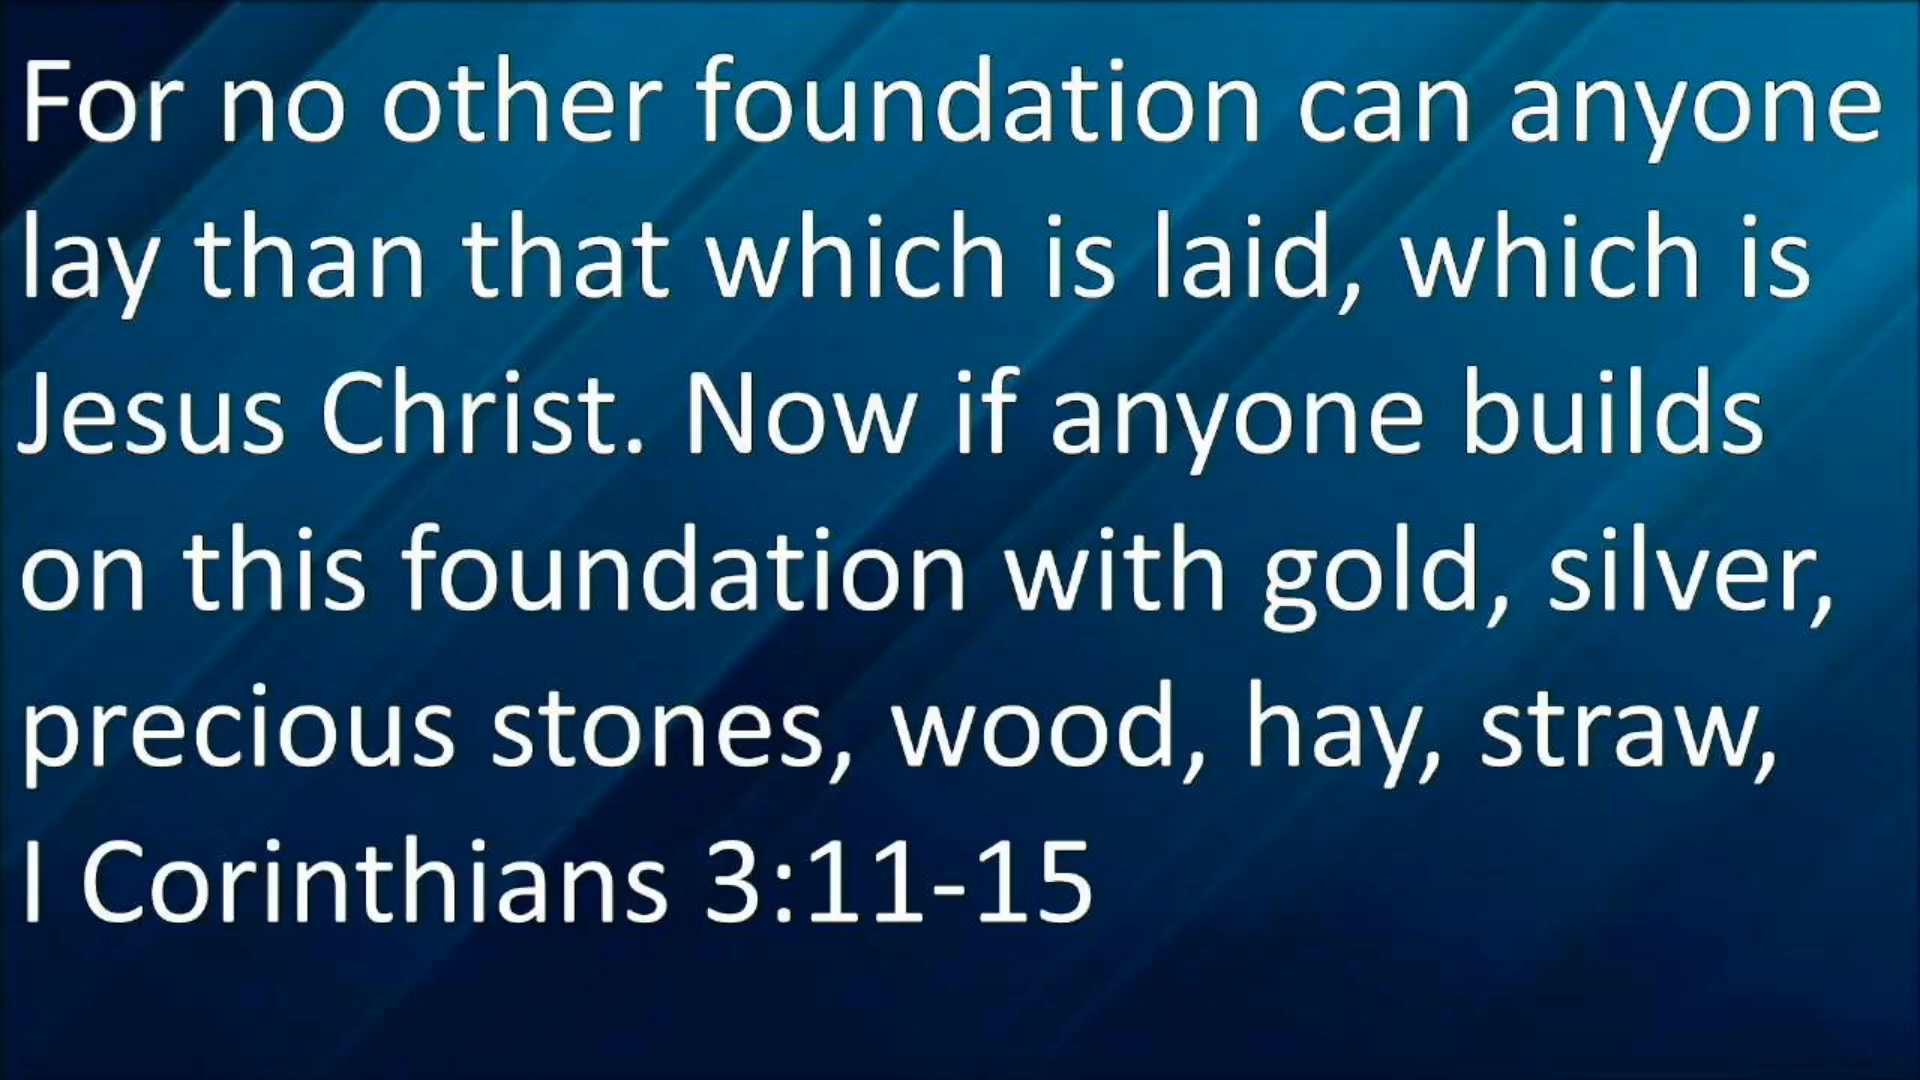 For no other foundation can anyone
lay than that which is laid, which is
Jesus Christ. Now if anyone builds
on this foundation with gold, silver,
precious stones, wood, hay, straw,
I Corinthians 3:11-15